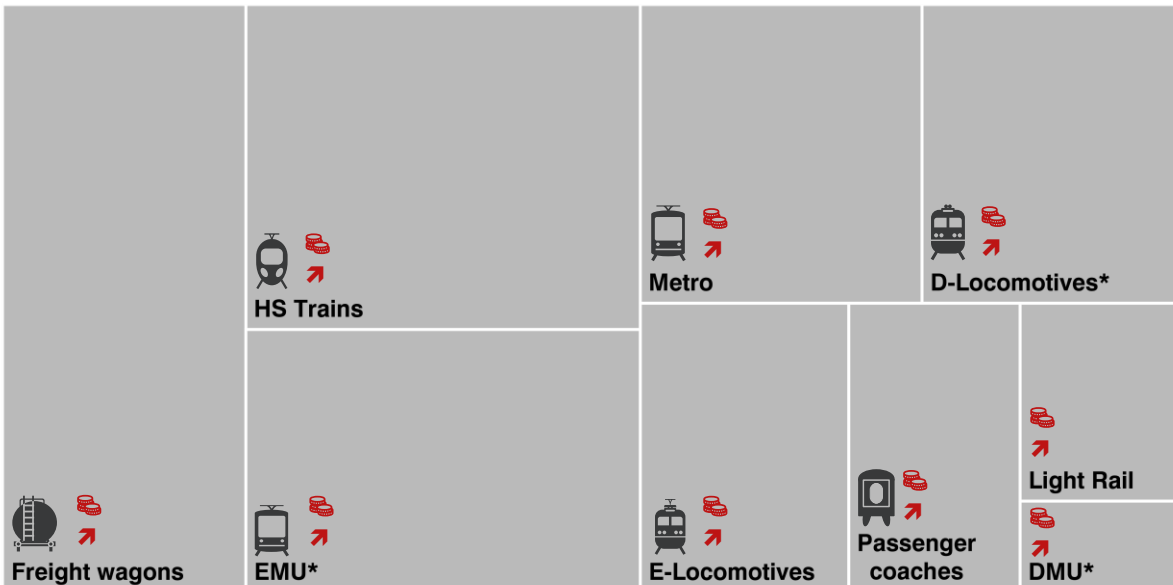 Freight wagons
HS Trains
EMU*
Metro
D-Locomotives*
E-Locomotives
Passenger
coaches
Light Rail
DMU*